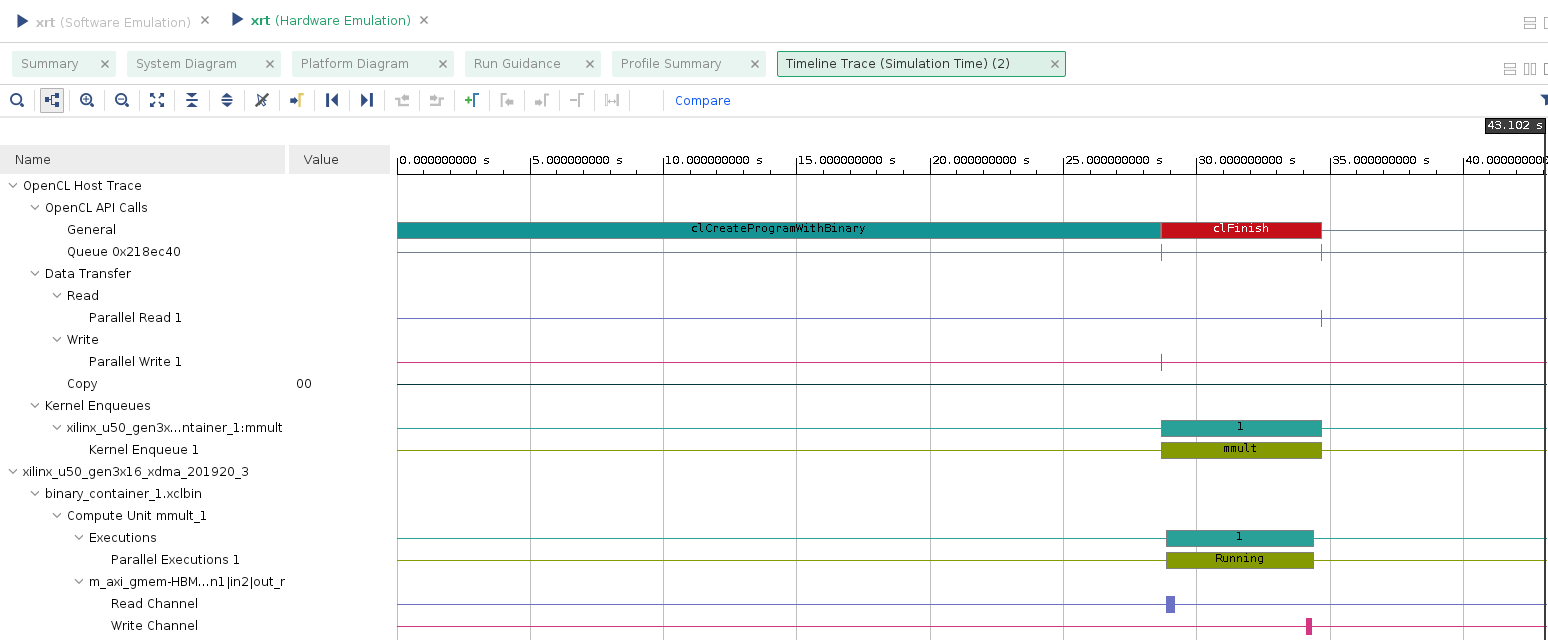 xrt (Software Emulation) xrt (Hardware Emulation)
Summary System Diagram Platform Diagram Run Guidance Profile Summary Timeline Trace (Simulation Time) (2)
Compare
43.102 s
Name Value 0.000000000 s 5.000000000 s 10.000000000 s 15.000000000 s 20.000000000 s 25.000000000 s 30.000000000 s 35.000000000 s 40.000000000
OpenCL Host Trace
OpenCL API Calls
General clCreateProgramWithBinary clFinish
Queue 0x218ec40
Data Transfer
Read
Parallel Read 1
Write
Parallel Write 1
Copy 00
Kernel Enqueues
xilinx_u50_gen3x...ntainer_1:mmult 1
Kernel Enqueue 1 mmult
xilinx_u50_gen3x16_xdma_201920_3
binary_container_1.xclbin
Compute Unit mmult_1
Executions 1
Parallel Executions 1 Running
m_axi_gmem-HBM...n1|in2|out_r
Read Channel
Write Channel